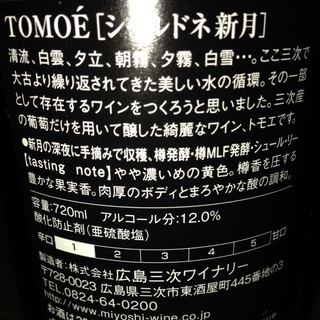 TOMOÉ [シャルドネ 新月]
清流、白雲、夕立、朝霧、夕霧、白雪…。ここ三次で
太古より繰り返されてきた美しい水の循環。その一部
として存在するワインをつくろうと思いました。三次産
の葡萄だけを用いて醸した綺麗なワイン、トモエです。
●新月の深夜に手摘みで収穫、樽発酵・樽MLF発酵・シュール・リー
【tasting note】やや濃いめの黄色。樽香を圧する
豊かな果実香。肉厚のボディとまろやかな酸の調和。
容量:720ml アルコール分:12.0%
酸化防止剤(亜硫酸塩)
辛口 1 2 3 4 5 甘口
製造者:株式会社広島三次ワイナリー
〒728-0023 広島県三次市東酒屋町445番地の3
TEL.0824-64-0200
http://www.miyoshi-wine.co.jp
お酒は20